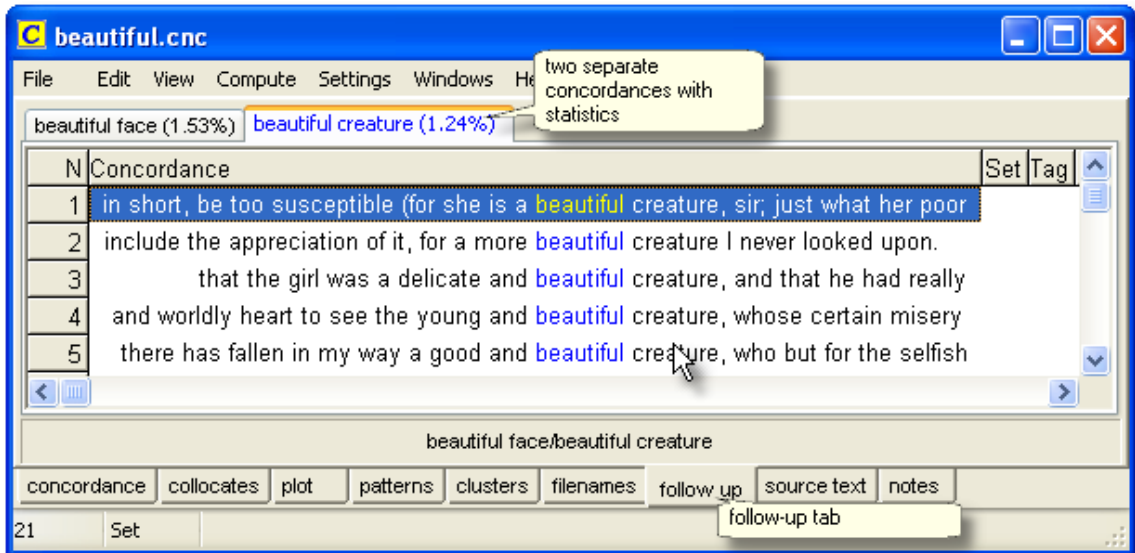 C beautiful.cnc
File Edit View Compute Settings Windows He
two separate
concordances with
statistics
beautiful face (1.53%) beautiful creature (1.24%)
N Concordance Set Tag
1 in short, be too susceptible (for she is a beautiful creature, sir; just what her poor
2 include the appreciation of it, for a more beautiful creature I never looked upon.
3 that the girl was a delicate and beautiful creature, and that he had really
4 and worldly heart to see the young and beautiful creature, whose certain misery
5 there has fallen in my way a good and beautiful creature, who but for the selfish
beautiful face/beautiful creature
concordance collocates plot patterns clusters filenames follow up source text notes
follow-up tab
21 Set